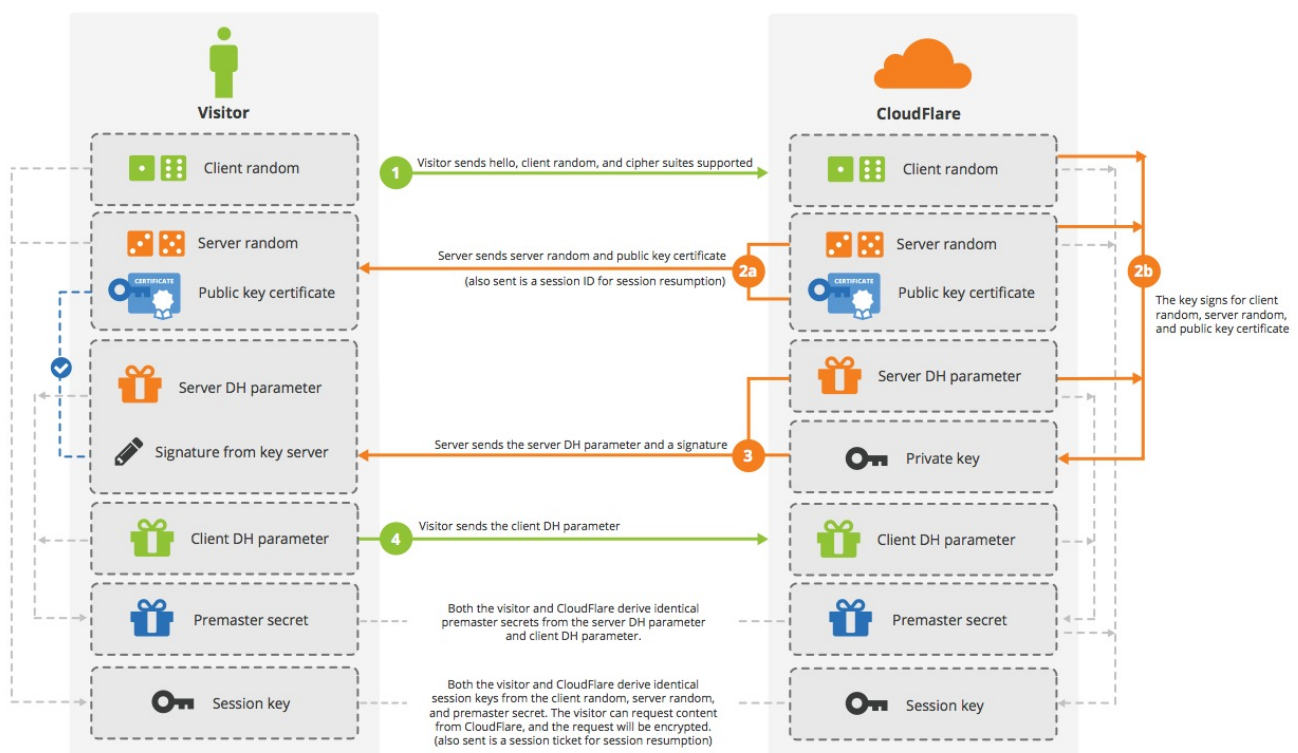 Visitor
CloudFlare
Client random
1
Visitor sends hello, client random, and cipher suites supported
Client random
Server random
Server sends server random and public key certificate
2a
(also sent is a session ID for session resumption)
CERTIFICATE
Public key certificate
Server random
CERTIFICATE
Public key certificate
2b
The key signs for client
random, server random,
and public key certificate
Server DH parameter
Server DH parameter
Signature from key server
Server sends the server DH parameter and a signature
3
Private key
Client DH parameter
4
Visitor sends the client DH parameter
Client DH parameter
Premaster secret
Both the visitor and CloudFlare derive identical
premaster secrets from the server DH parameter
and client DH parameter.
Premaster secret
Session key
Both the visitor and CloudFlare derive identical
session keys from the client random, server random,
and premaster secret. The visitor can request content
from CloudFlare, and the request will be encrypted.
(also sent is a session ticket for session resumption)
Session key